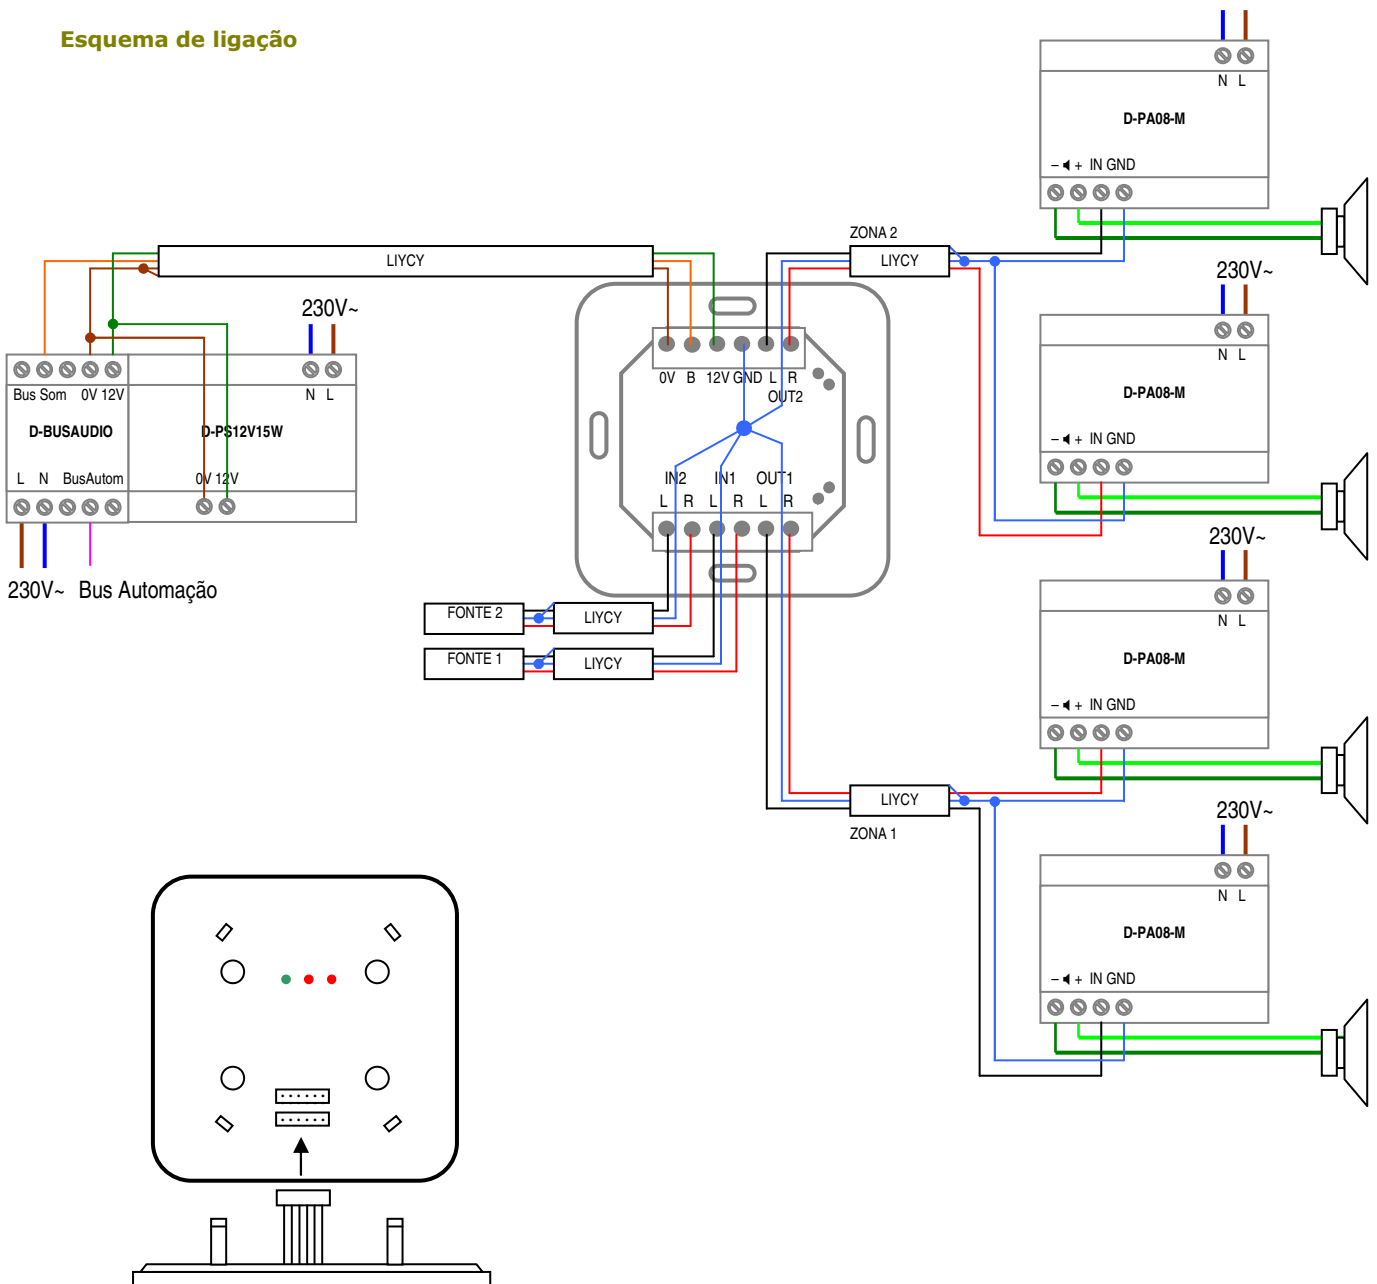 Esquema de ligação
N L
D-PA08-M
– + IN GND
ZONA 2
LIYCY
LIYCY
230V~
N L
D-PA08-M
– + IN GND
230V~
N L
Bus Som 0V 12V
D-BUSAUDIO
D-PS12V15W
L N BusAutom
0V 12V
230V~ Bus Automação
0V B 12V GND L R
OUT2
IN2 IN1 OUT1
L R L R L R
FONTE 2
LIYCY
FONTE 1
LIYCY
230V~
N L
D-PA08-M
– + IN GND
LIYCY
ZONA 1
230V~
N L
D-PA08-M
– + IN GND